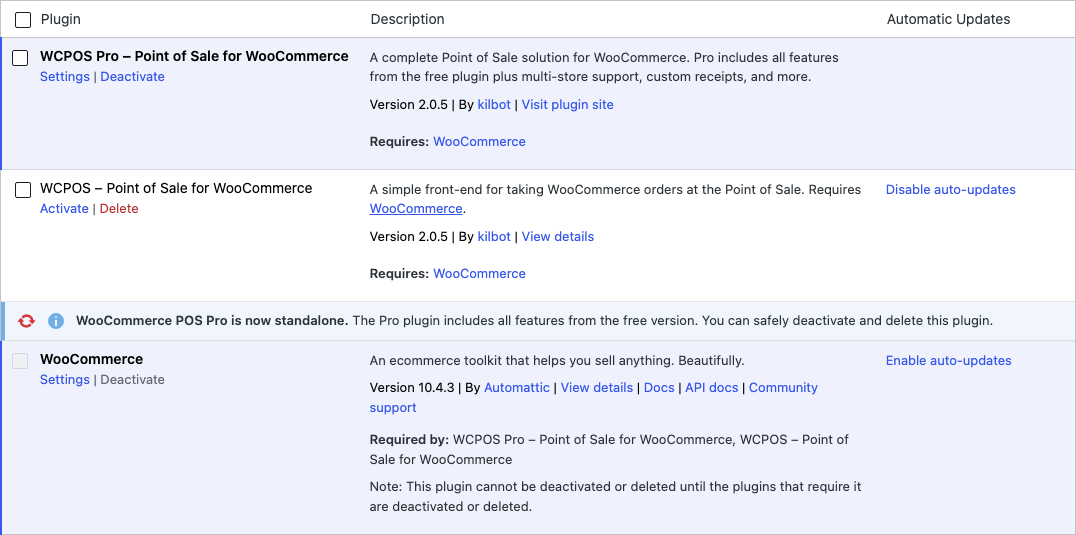 Plugin
Description
Automatic Updates
WCPOS Pro – Point of Sale for WooCommerce
Settings | Deactivate
A complete Point of Sale solution for WooCommerce. Pro includes all features
from the free plugin plus multi-store support, custom receipts, and more.
Version 2.0.5 | By kilbot | Visit plugin site
Requires: WooCommerce
WCPOS – Point of Sale for WooCommerce
Activate | Delete
A simple front-end for taking WooCommerce orders at the Point of Sale. Requires
WooCommerce.
Version 2.0.5 | By kilbot | View details
Requires: WooCommerce
Disable auto-updates
WooCommerce POS Pro is now standalone. The Pro plugin includes all features from the free version. You can safely deactivate and delete this plugin.
WooCommerce
Settings | Deactivate
An ecommerce toolkit that helps you sell anything. Beautifully.
Version 10.4.3 | By Automattic | View details | Docs | API docs | Community
support
Required by: WCPOS Pro – Point of Sale for WooCommerce, WCPOS – Point of
Sale for WooCommerce
Note: This plugin cannot be deactivated or deleted until the plugins that require it
are deactivated or deleted.
Enable auto-updates